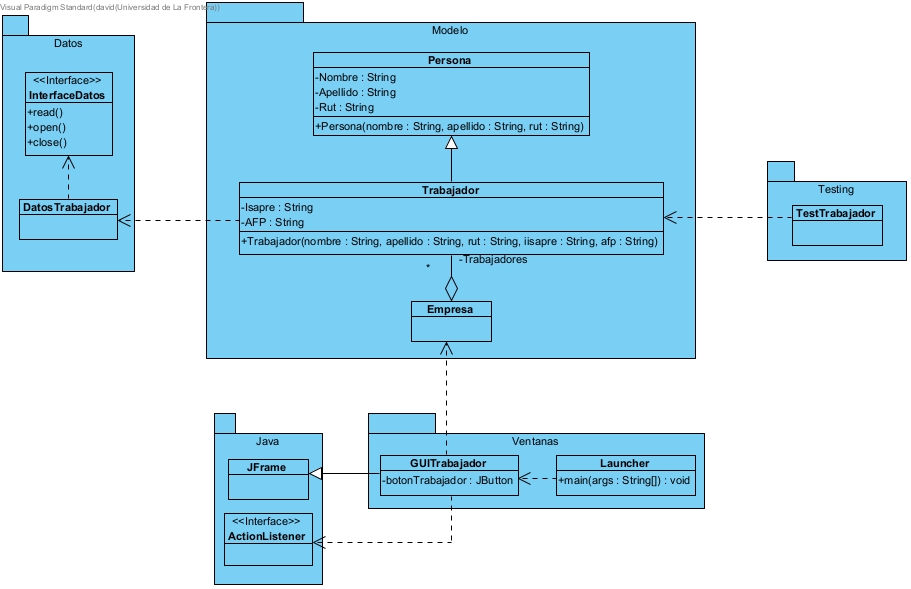 Visual Paradigm Standard(david(Universidad de La Frontera))
Datos
<<Interface>>
InterfaceDatos
+read()
+open()
+close()
DatosTrabajador
Modelo
Persona
-Nombre : String
-Apellido : String
-Rut : String
+Persona(nombre : String, apellido : String, rut : String)
Trabajador
-Isapre : String
-AFP : String
+Trabajador(nombre : String, apellido : String, rut : String, iisapre : String, afp : String)
-Trabajadores
*
Empresa
Testing
TestTrabajador
Java
JFrame
<<Interface>>
ActionListener
Ventanas
GUITrabajador
-botonTrabajador : JButton
Launcher
+main(args : String[]) : void